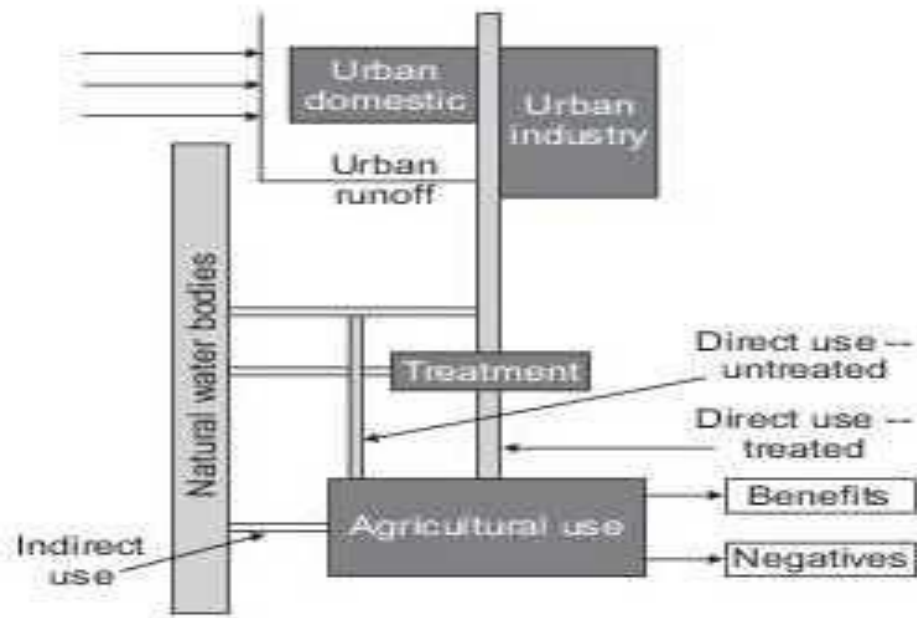 Urban
domestic
Urban
industry
Urban
runoff
Natural water bodies
Treatment
Direct use --
untreated
Direct use --
treated
Agricultural use
Benefits
Negatives
Indirect
use